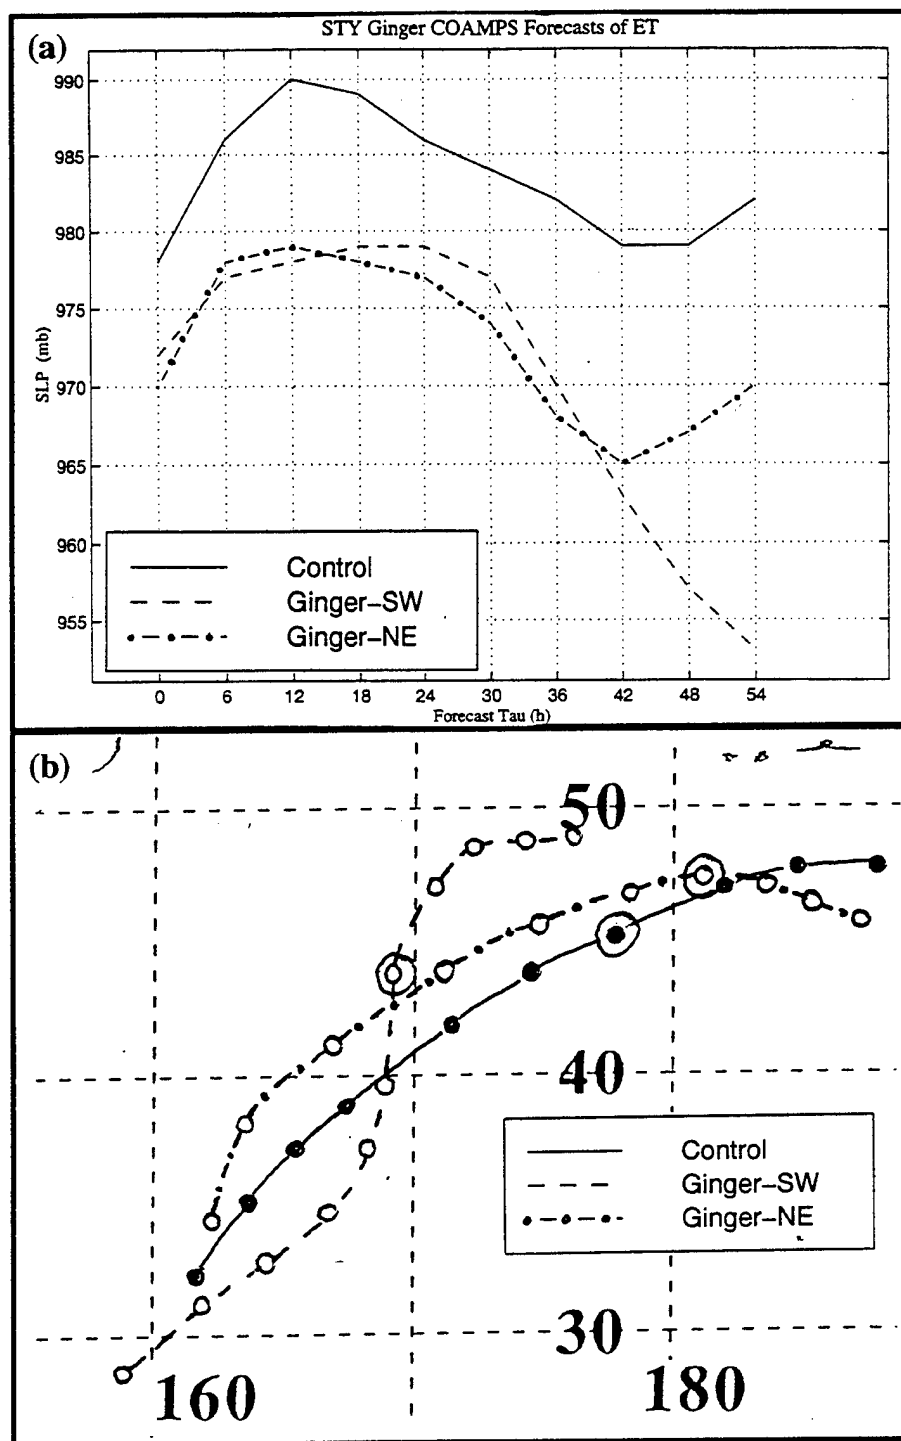 STY Ginger COAMPS Forecasts of ET
(a)
990
985
980
975
970
965
960
955
SLP (mb)
Control
Ginger–SW
Ginger–NE
0 6 12 18 24 30 36 42 48 54
Forecast Tau (h)
(b)
50
40
Control
Ginger–SW
Ginger–NE
30
160 180